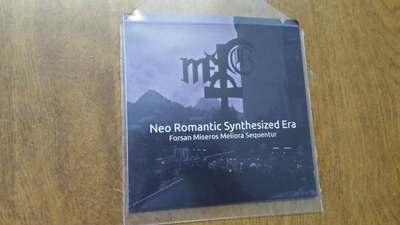 Neo Romantic Synthesized Era
Forsan Miseros Meliora Sequentur